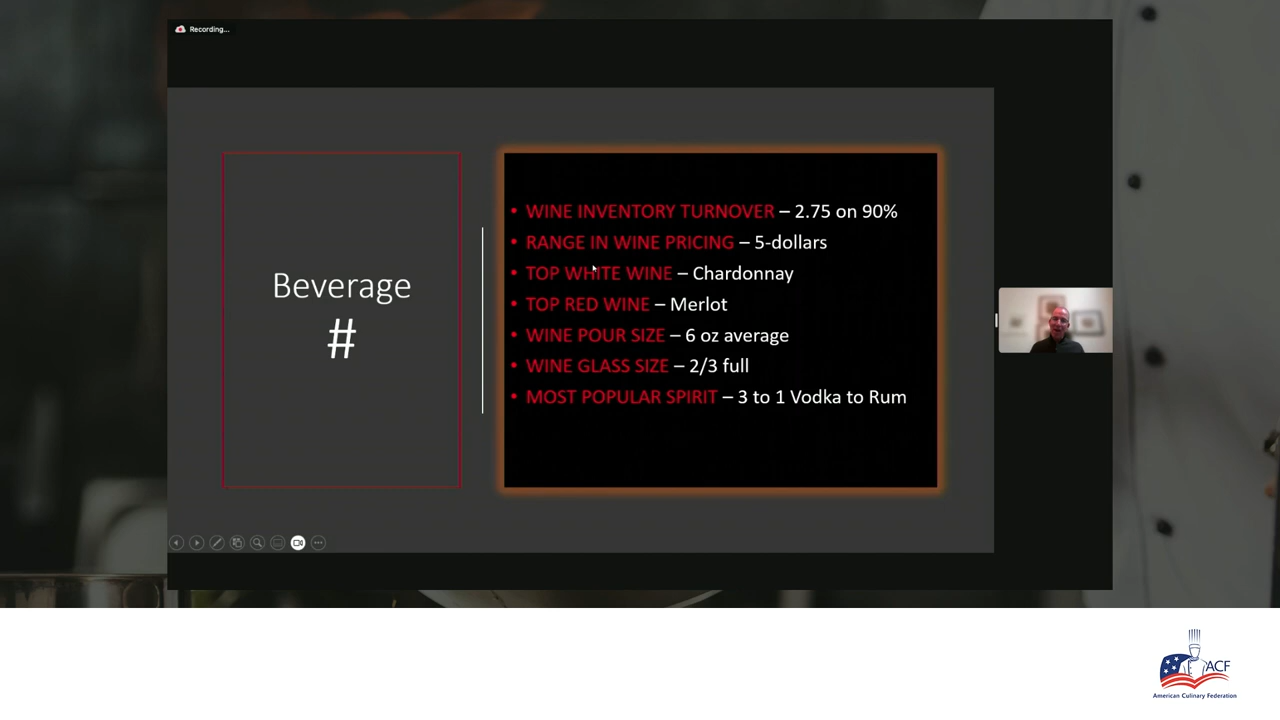 Recording...
Beverage
#
• WINE INVENTORY TURNOVER – 2.75 on 90%
• RANGE IN WINE PRICING – 5-dollars
• TOP WHITE WINE – Chardonnay
• TOP RED WINE – Merlot
• WINE POUR SIZE – 6 oz average
• WINE GLASS SIZE – 2/3 full
• MOST POPULAR SPIRIT – 3 to 1 Vodka to Rum
ACF
American Culinary Federation